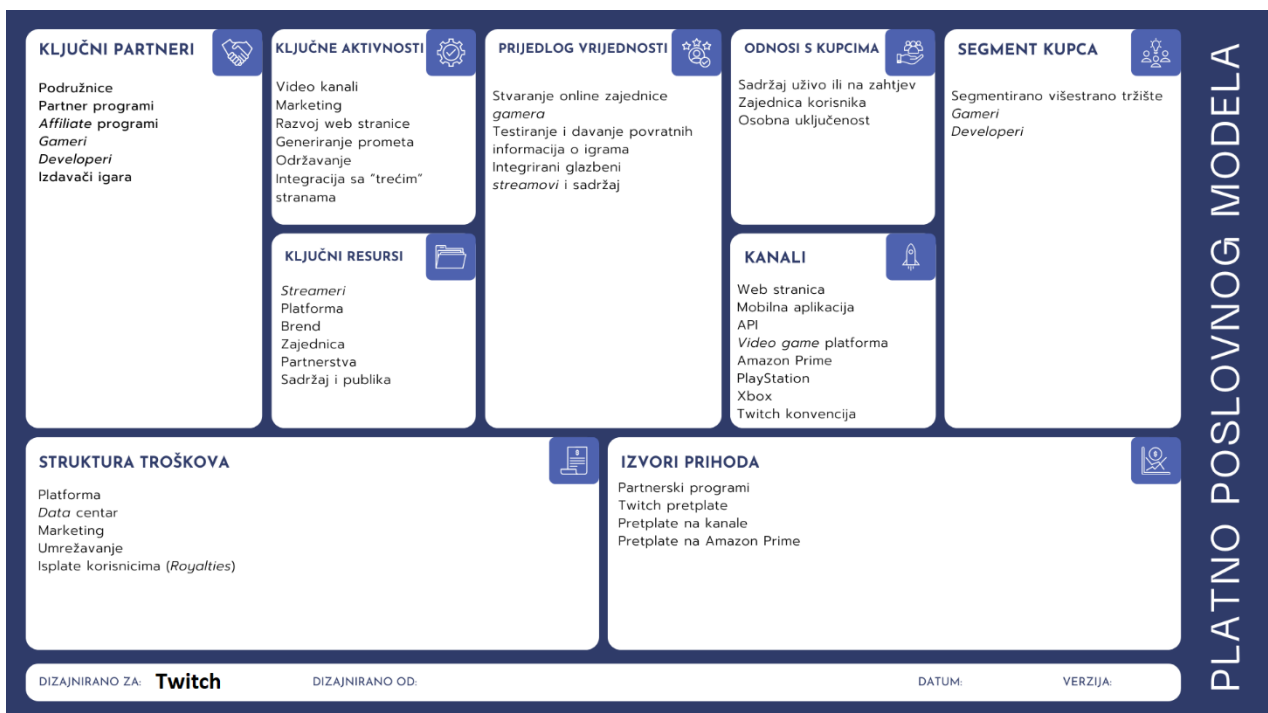 KLJUČNI PARTNERI
Podružnice
Partner programi
Affiliate programi
Gameri
Developeri
Izdavači igara
KLJUČNE AKTIVNOSTI
Video kanali
Marketing
Razvoj web stranice
Generiranje prometa
Održavanje
Integracija sa "trećim"
stranama
KLJUČNI RESURSI
Streameri
Platforma
Brend
Zajednica
Partnerstva
Sadržaj i publika
PRIJEDLOG VRIJEDNOSTI
Stvaranje online zajednice
gamera
Testiranje i davanje povratnih
informacija o igrama
Integrirani glazbeni
streamovi i sadržaj
ODNOSI S KUPCIMA
Sadržaj uživo ili na zahtjev
Zajednica korisnika
Osobna uključenost
KANALI
Web stranica
Mobilna aplikacija
API
Video game platforma
Amazon Prime
PlayStation
Xbox
Twitch konvencija
SEGMENT KUPCA
Segmentirano višestrano tržište
Gameri
Developeri
STRUKTURA TROŠKOVA
Platforma
Data centar
Marketing
Umrežavanje
Isplate korisnicima (Royalties)
IZVORI PRIHODA
Partnerski programi
Twitch pretplate
Pretplate na kanale
Pretplate na Amazon Prime
DIZAJNIRANO ZA: Twitch
DIZAJNIRANO OD:
DATUM:
VERZIJA:
PLATNO POSLOVNOG MODELA